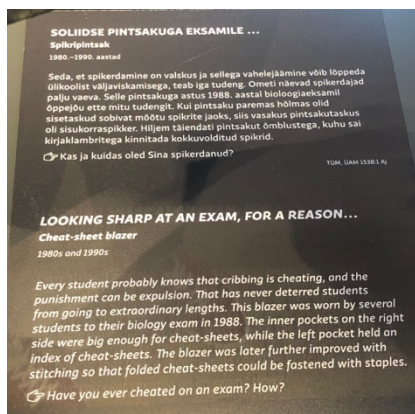 SOLIIDSE PINTSAKUGA EKSAMILE ...
Spikripintsak
1980.–1990. aastad
Seda, et spikerdamine on valskus ja sellega vahelejäämine võib lõppeda
ülikoolist väljaviskamisega, teab iga tudeng. Ometi näevad spikerdajad
palju vaeva. Selle pintsakuga astus 1988. aastal bioloogiaeksamil
õppejõu ette mitu tudengit. Kui pintsaku paremas hõlmas olid
sisetaskud sobivat mõõtu spikrite jaoks, siis vasakus pintsakutaskus
oli sisukorraspikker. Hiljem täiendati pintsakut õmblustega, kuhu sai
kirjaklambritega kinnitada kokkuvolditud spikrid.
Kas ja kuidas oled Sina spikerdanud?
TÜM, ÜAM 1538:1 Aj
LOOKING SHARP AT AN EXAM, FOR A REASON...
Cheat-sheet blazer
1980s and 1990s
Every student probably knows that cribbing is cheating, and the
punishment can be expulsion. That has never deterred students
from going to extraordinary lengths. This blazer was worn by several
students to their biology exam in 1988. The inner pockets on the right
side were big enough for cheat-sheets, while the left pocket held an
index of cheat-sheets. The blazer was later further improved with
stitching so that folded cheat-sheets could be fastened with staples.
Have you ever cheated on an exam? How?